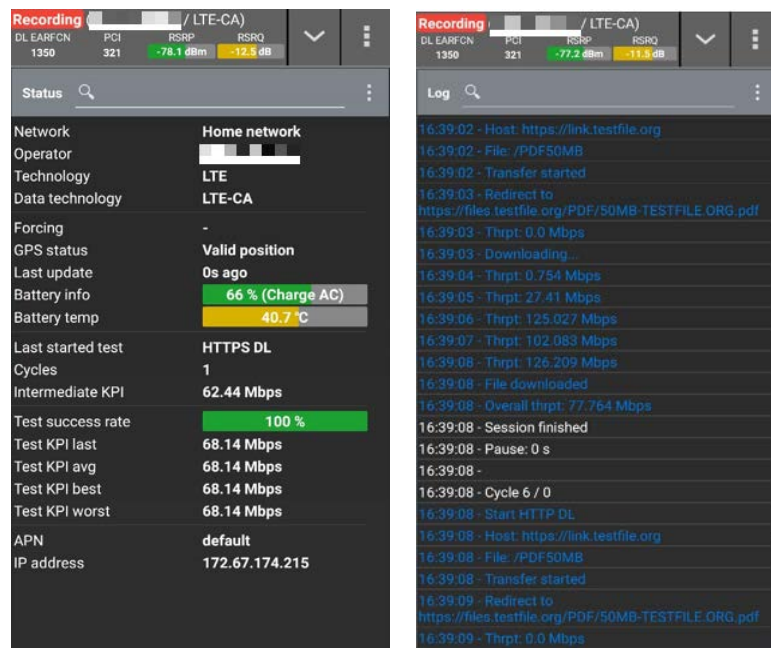 Recording ( / LTE-CA)
DL EARFCN PCI RSRP RSRQ
1350 321 -78.1 dBm -12.5 dB
Status
Network Home network
Operator
Technology LTE
Data technology LTE-CA
Forcing -
GPS status Valid position
Last update 0s ago
Battery info 66 % (Charge AC)
Battery temp 40.7 °C
Last started test HTTPS DL
Cycles 1
Intermediate KPI 62.44 Mbps
Test success rate 100 %
Test KPI last 68.14 Mbps
Test KPI avg 68.14 Mbps
Test KPI best 68.14 Mbps
Test KPI worst 68.14 Mbps
APN default
IP address 172.67.174.215
Recording ( / LTE-CA)
DL EARFCN PCI RSRP RSRQ
1350 321 -77.2 dBm -11.5 dB
Log
16:39:02 - Host: https://link.testfile.org
16:39:02 - File: /PDF50MB
16:39:02 - Transfer started
16:39:03 - Redirect to
https://files.testfile.org/PDF/50MB-TESTFILE.ORG.pdf
16:39:03 - Thrpt: 0.0 Mbps
16:39:03 - Downloading...
16:39:04 - Thrpt: 0.754 Mbps
16:39:05 - Thrpt: 27.41 Mbps
16:39:06 - Thrpt: 125.027 Mbps
16:39:07 - Thrpt: 102.083 Mbps
16:39:08 - Thrpt: 126.209 Mbps
16:39:08 - File downloaded
16:39:08 - Overall thrpt: 77.764 Mbps
16:39:08 - Session finished
16:39:08 - Pause: 0 s
16:39:08 -
16:39:08 - Cycle 6 / 0
16:39:08 - Start HTTP DL
16:39:08 - Host: https://link.testfile.org
16:39:08 - File: /PDF50MB
16:39:08 - Transfer started
16:39:09 - Redirect to
https://files.testfile.org/PDF/50MB-TESTFILE.ORG.pdf
16:39:09 - Thrpt: 0.0 Mbps